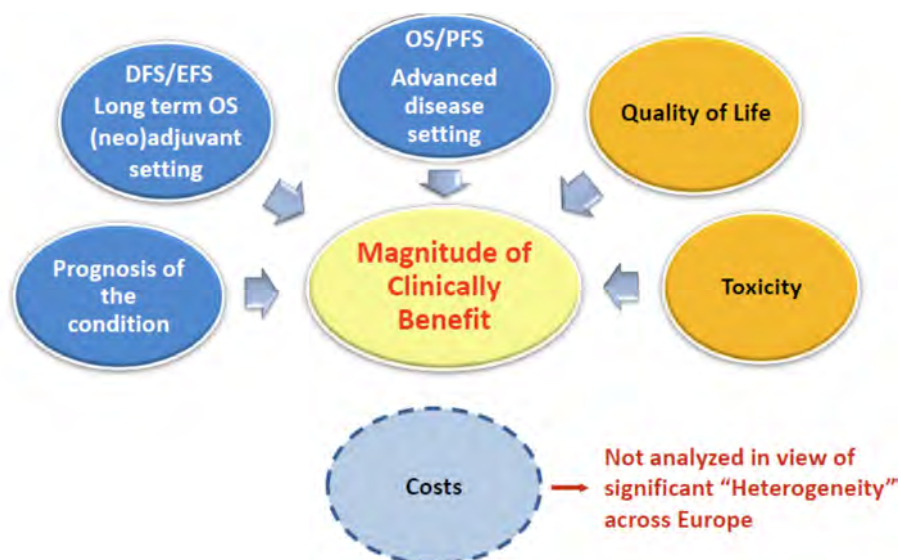 DFS/EFS
Long term OS
(neo)adjuvant
setting
OS/PFS
Advanced
disease
setting
Quality of Life
Prognosis of
the
condition
Magnitude of
Clinically
Benefit
Toxicity
Costs
Not analyzed in view of
significant “Heterogeneity”
across Europe